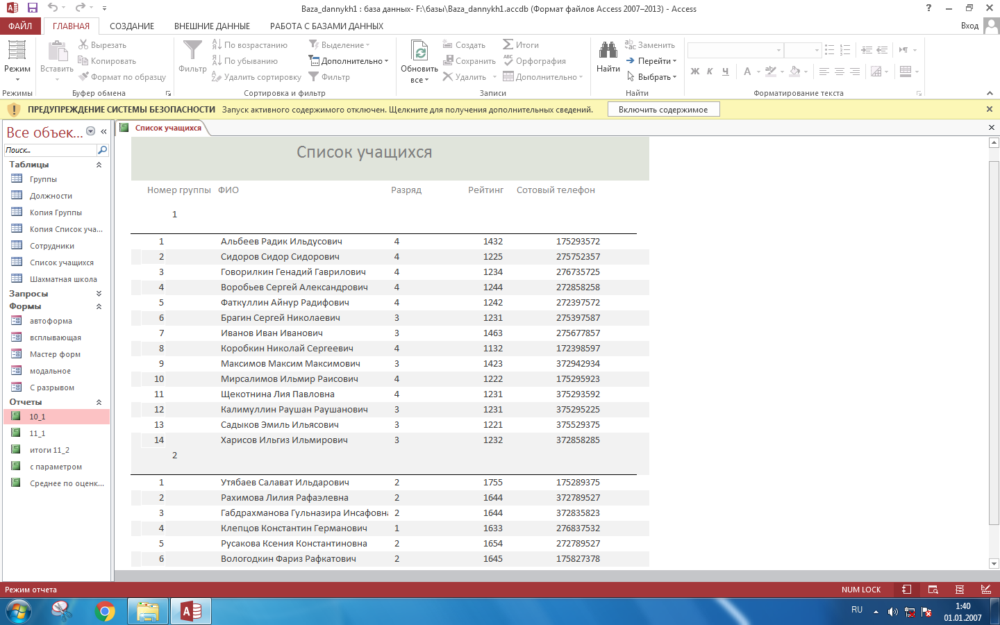 Baza_dannykh1 : база данных- F:\базы\Baza_dannykh1.accdb (Формат файлов Access 2007–2013) - Access
ФАЙЛ ГЛАВНАЯ СОЗДАНИЕ ВНЕШНИЕ ДАННЫЕ РАБОТА С БАЗАМИ ДАННЫХ Вход
Режим
Режимы
Вставить
Вырезать
Копировать
Формат по образцу
Буфер обмена
Фильтр
По возрастанию
По убыванию
Удалить сортировку
Выделение
Дополнительно
Фильтр
Сортировка и фильтр
Обновить все
Создать
Сохранить
Удалить
Итоги
Орфография
Дополнительно
Записи
Найти
Заменить
Перейти
Выбрать
Найти
Ж К Ч А
Форматирование текста
ПРЕДУПРЕЖДЕНИЕ СИСТЕМЫ БЕЗОПАСНОСТИ Запуск активного содержимого отключен. Щелкните для получения дополнительных сведений. Включить содержимое
Все объек...
Поиск...
Таблицы
Группы
Должности
Копия Группы
Копия Список уча...
Сотрудники
Список учащихся
Шахматная школа
Запросы
Формы
автоформа
всплывающая
Мастер форм
модальное
С разрывом
Отчеты
10_1
11_1
итоги 11_2
с параметром
Среднее по оценк...
Список учащихся
Список учащихся
Номер группы ФИО Разряд Рейтинг Сотовый телефон
1
1 Альбеев Радик Ильдусович 4 1432 175293572
2 Сидоров Сидор Сидорович 4 1225 275752357
3 Говорилкин Генадий Гаврилович 4 1234 276735725
4 Воробьев Сергей Александрович 4 1244 272858258
5 Фаткуллин Айнур Радифович 4 1242 272397572
6 Брагин Сергей Николаевич 3 1231 275397587
7 Иванов Иван Иванович 3 1463 275677857
8 Коробкин Николай Сергеевич 4 1132 172398597
9 Максимов Максим Максимович 3 1423 372942934
10 Мирсалимов Ильмир Раисович 4 1222 175295923
11 Щекотнина Лия Павловна 4 1231 375293592
12 Калимуллин Раушан Раушанович 3 1231 375295225
13 Садыков Эмиль Ильясович 3 1221 375529375
14 Харисов Ильгиз Ильмирович 3 1232 372858285
2
1 Утябаев Салават Ильдарович 2 1755 175289375
2 Рахимова Лилия Рафаэлевна 2 1644 372789527
3 Габдрахманова Гульназира Инсафовна 2 1644 372835823
4 Клепцов Константин Германович 1 1633 276837532
5 Русакова Ксения Константиновна 2 1654 272789527
6 Вологодкин Фариз Рафкатович 2 1645 175827378
Режим отчета NUM LOCK
RU 1:40
01.01.2007